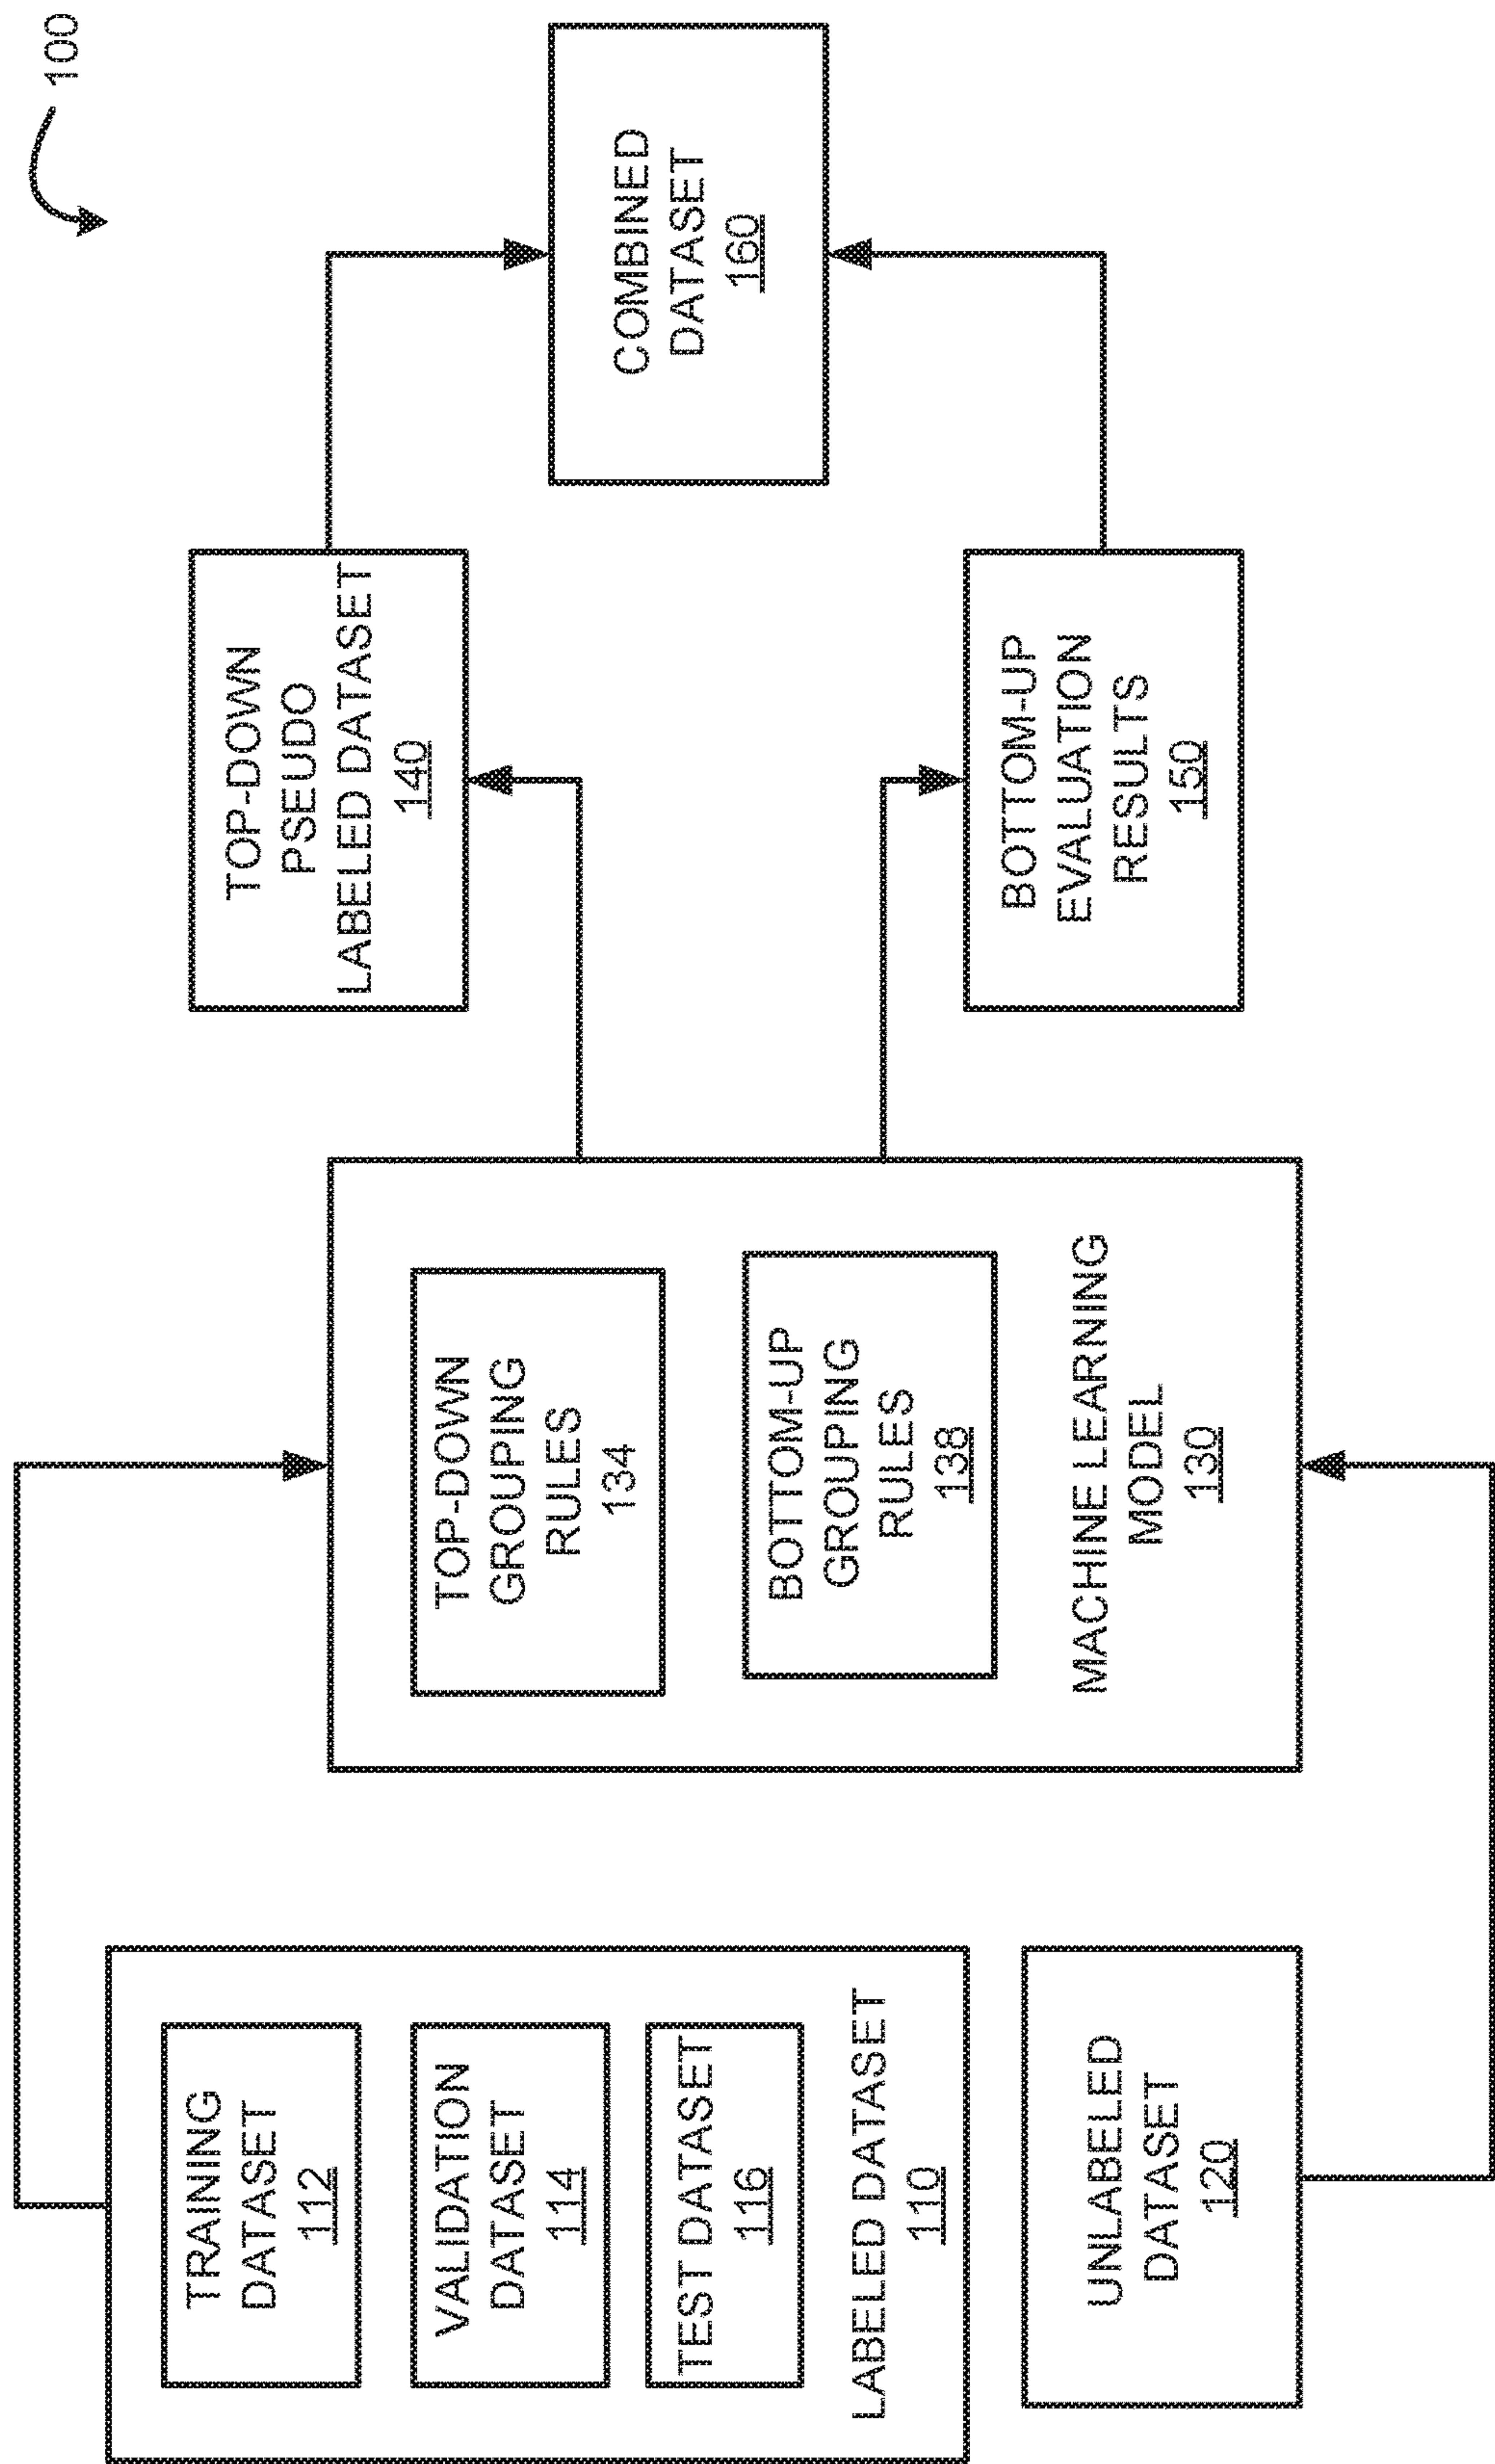 100
TRAINING
DATASET
112
VALIDATION
DATASET
114
TEST DATASET
116
LABELED DATASET
110
UNLABELED
DATASET
120
TOP-DOWN
GROUPING
RULES
134
BOTTOM-UP
GROUPING
RULES
138
MACHINE LEARNING
MODEL
130
TOP-DOWN
PSEUDO
LABELED DATASET
140
BOTTOM-UP
EVALUATION
RESULTS
150
COMBINED
DATASET
160